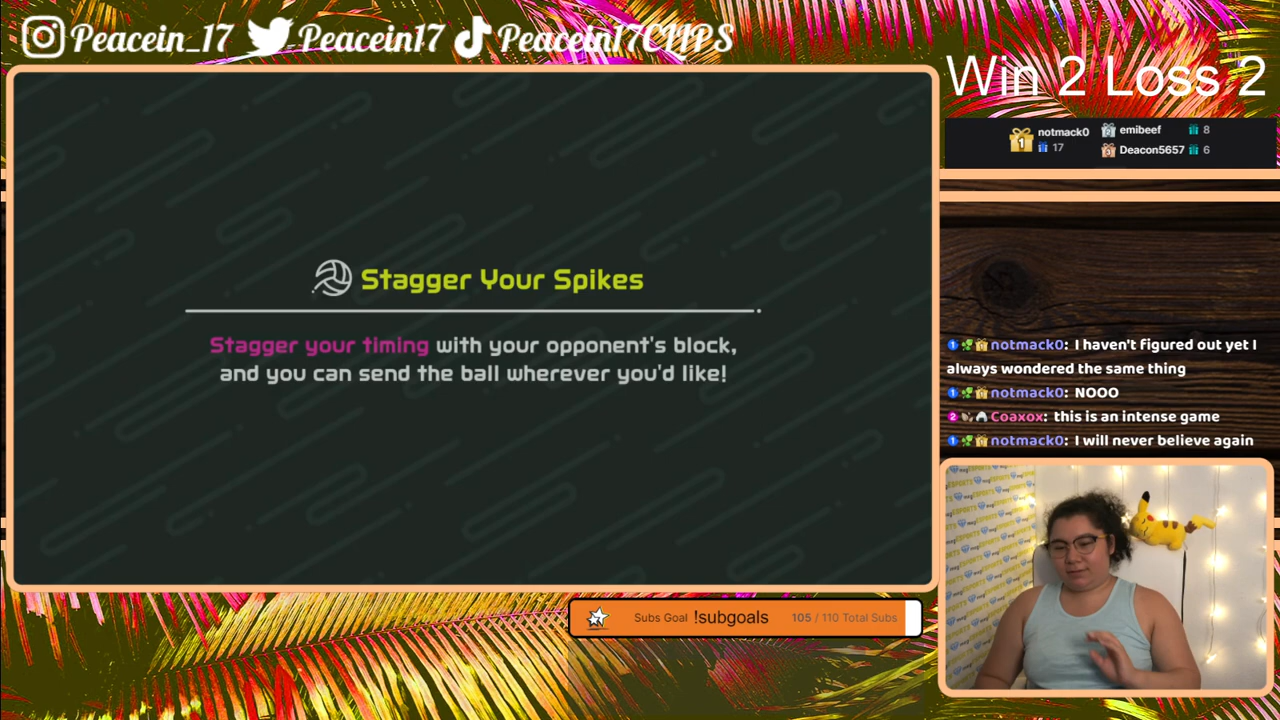 Peacein_17 Peacein17 Peacein17ClIPS
Win 2 Loss 2
notmack0
17
emibeef 8
Deacon5657 6
Stagger Your Spikes
Stagger your timing with your opponent's block,
and you can send the ball wherever you'd like!
notmack0: I haven't figured out yet I
always wondered the same thing
notmack0: NOOO
Coaxox: this is an intense game
notmack0: I will never believe again
Subs Goal !subgoals 105 / 110 Total Subs